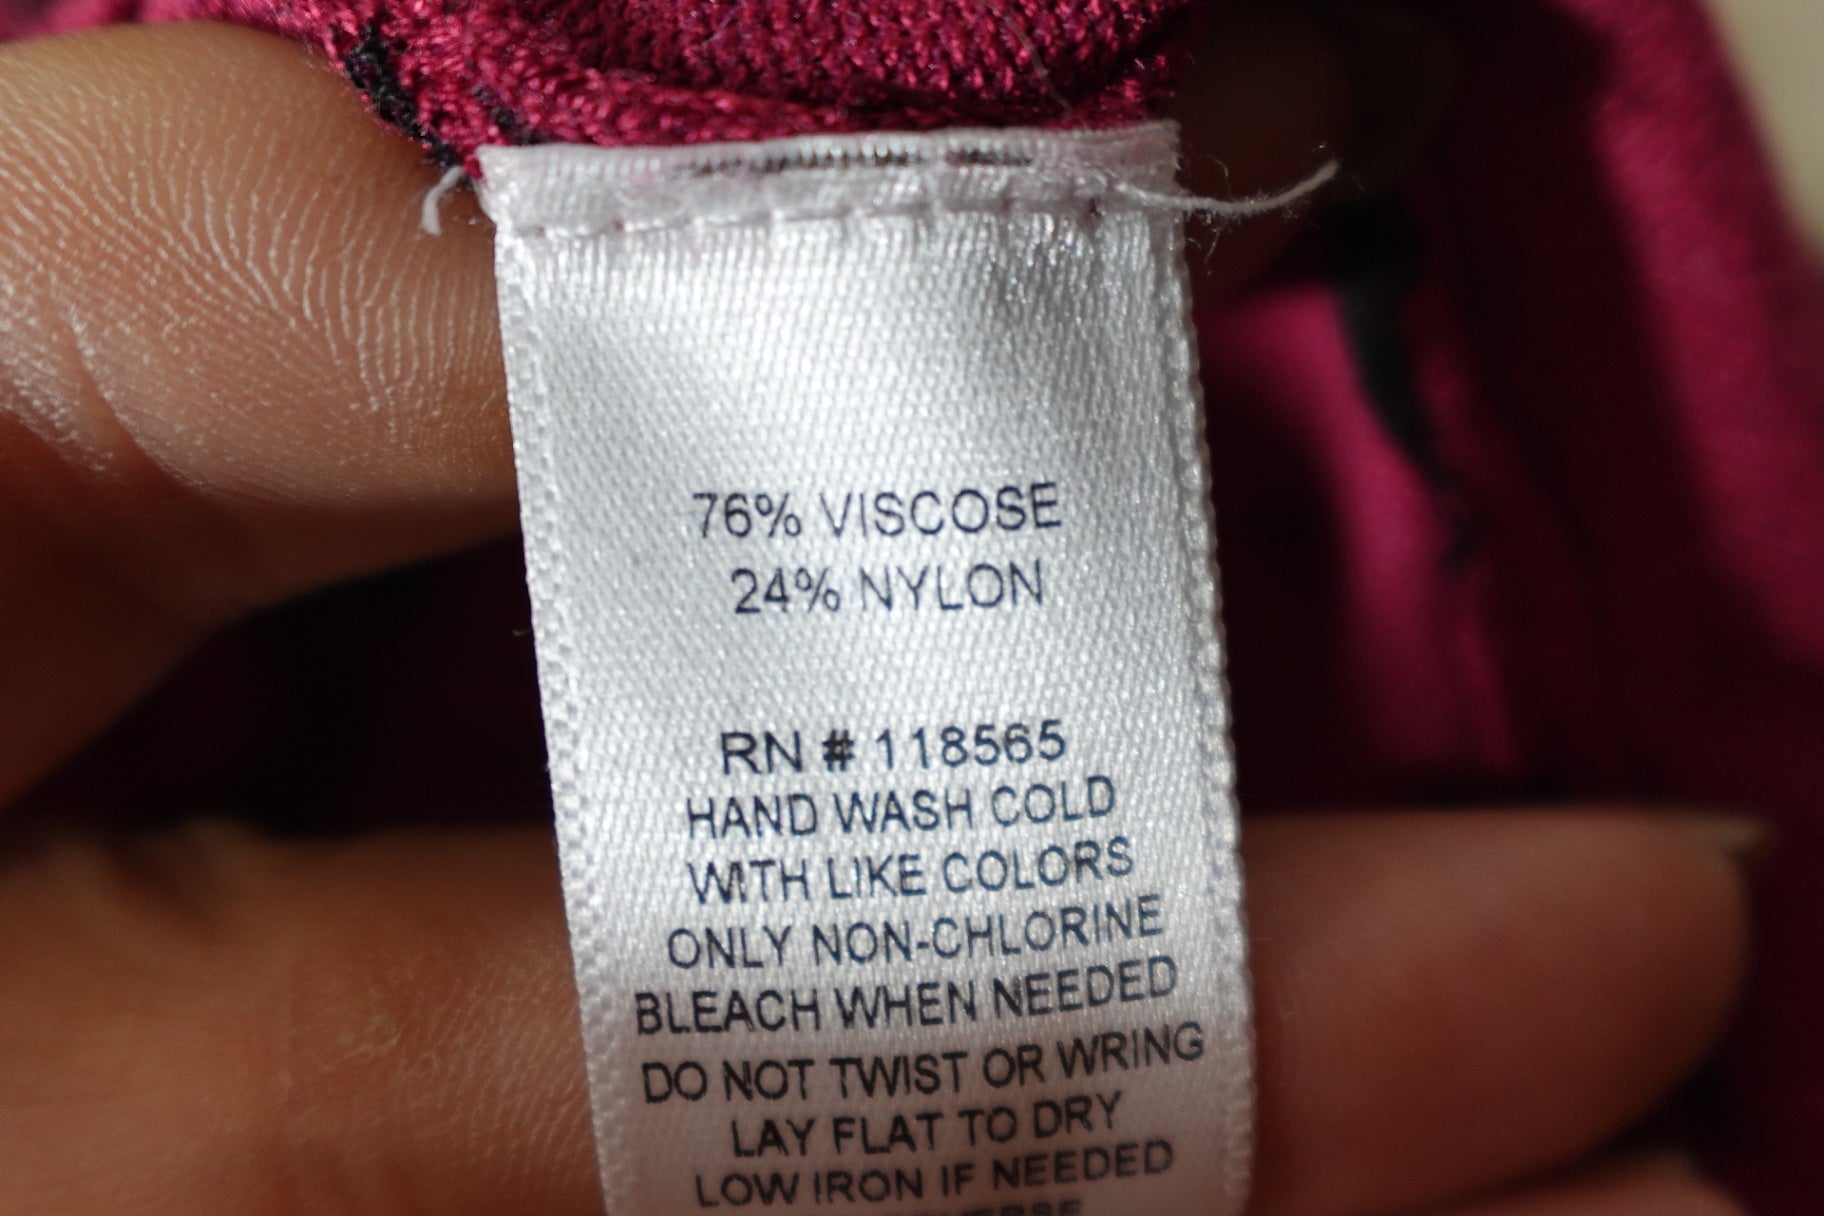 76% VISCOSE
24% NYLON
RN # 118565
HAND WASH COLD
WITH LIKE COLORS
ONLY NON-CHLORINE
BLEACH WHEN NEEDED
DO NOT TWIST OR WRING
LAY FLAT TO DRY
LOW IRON IF NEEDED